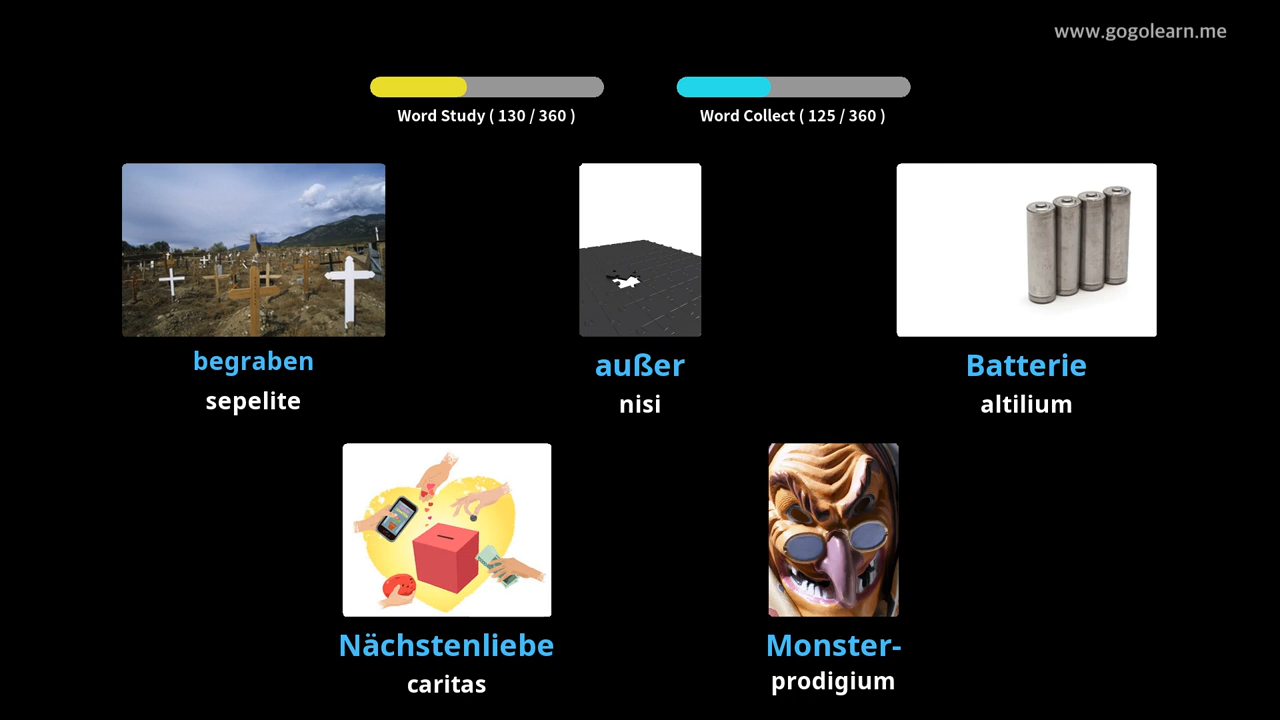 www.gogolearn.me
Word Study ( 130 / 360 )
Word Collect ( 125 / 360 )
begraben
sepelite
außer
nisi
Batterie
altilium
Nächstenliebe
caritas
Monster-
prodigium